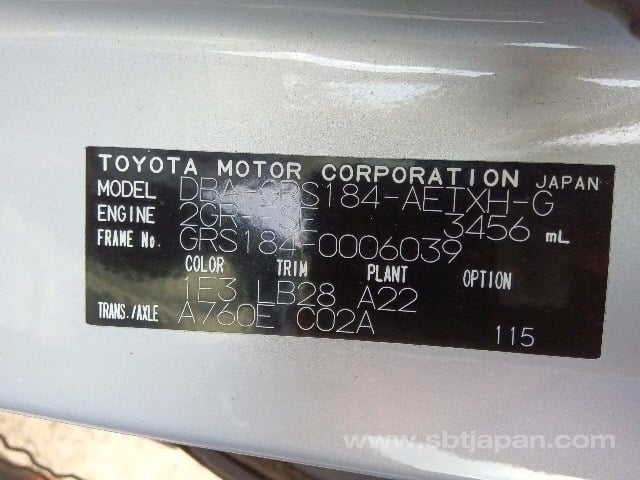 TOYOTA MOTOR CORPORATION JAPAN
MODEL DBA-GRS184-AETXH-G
ENGINE 2GR- 3456 mL
FRAME No. GRS184-0006039
COLOR TRIM PLANT OPTION
1E3 LB28 A22
TRANS./AXLE A760E C02A 115
www.sbtjapan.com